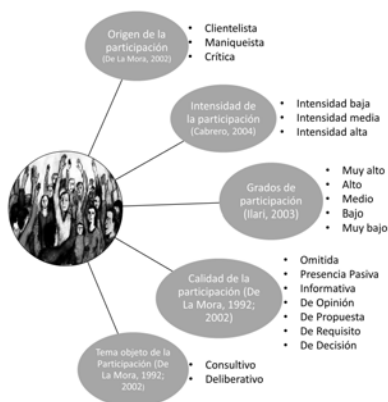 Origen de la
participación
(De La Mora, 2002)
• Clientelista
• Maniqueista
• Crítica
Intensidad de
la participación
(Cabrero, 2004)
• Intensidad baja
• Intensidad media
• Intensidad alta
Grados de
participación
(Ilari, 2003)
• Muy alto
• Alto
• Medio
• Bajo
• Muy bajo
Calidad de la
participación (De
La Mora, 1992;
2002)
• Omitida
• Presencia Pasiva
• Informativa
• De Opinión
• De Propuesta
• De Requisito
• De Decisión
Tema objeto de la
Participación (De
La Mora, 1992;
2002)
• Consultivo
• Deliberativo